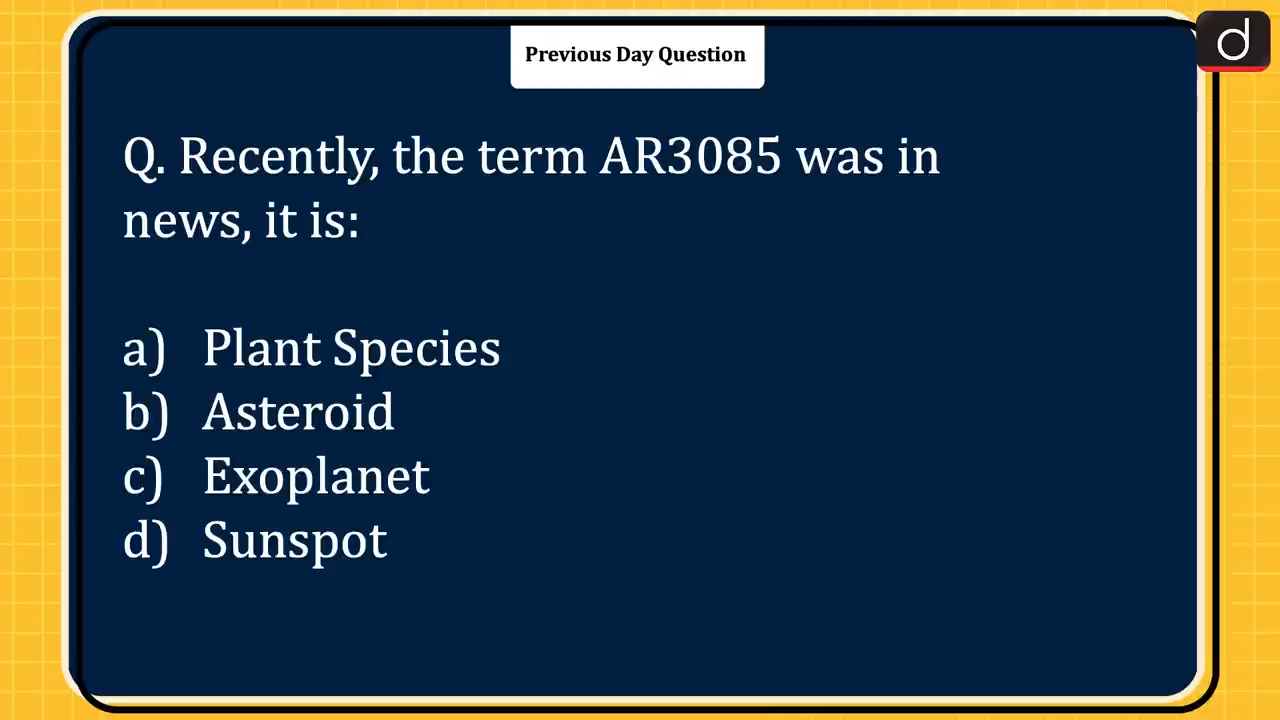 Previous Day Question
d
Q. Recently, the term AR3085 was in
news, it is:
a) Plant Species
b) Asteroid
c) Exoplanet
d) Sunspot